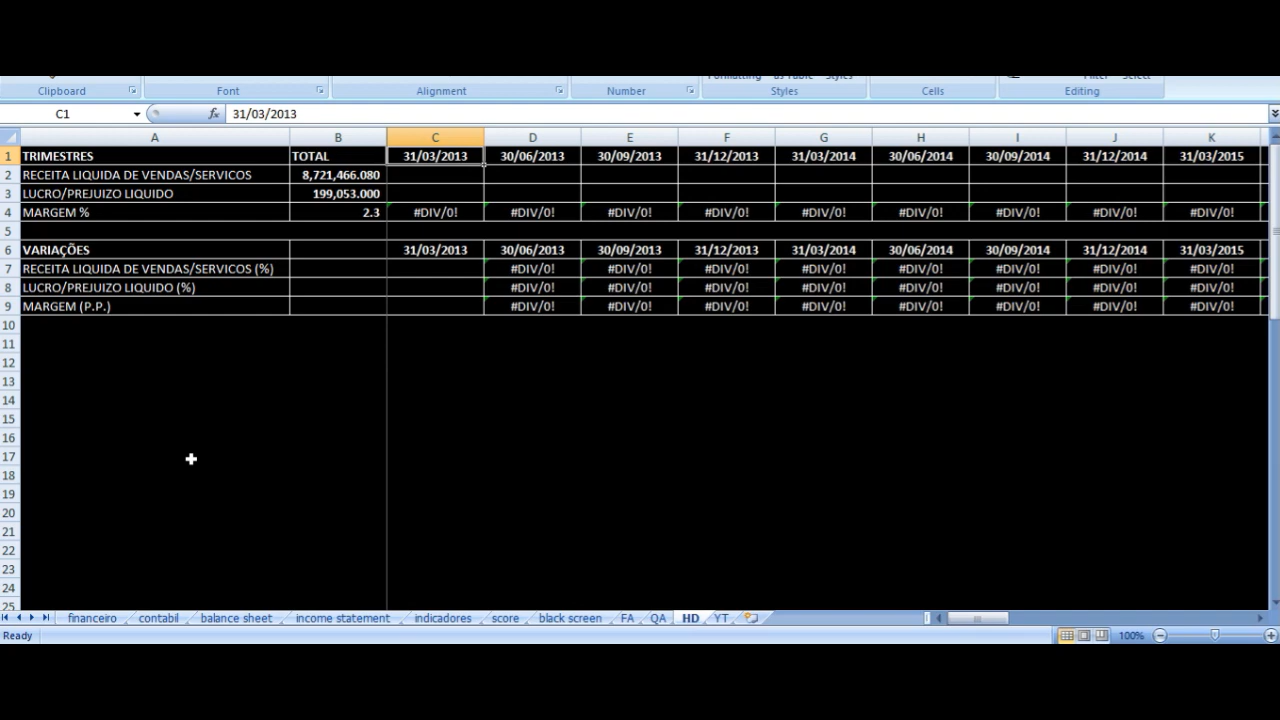 Formatting as Table Styles Filter Select
Clipboard Font Alignment Number Styles Cells Editing
C1 fx 31/03/2013
A B C D E F G H I J K
1 TRIMESTRES TOTAL 31/03/2013 30/06/2013 30/09/2013 31/12/2013 31/03/2014 30/06/2014 30/09/2014 31/12/2014 31/03/2015
2 RECEITA LIQUIDA DE VENDAS/SERVICOS 8,721,466.080
3 LUCRO/PREJUIZO LIQUIDO 199,053.000
4 MARGEM % 2.3 #DIV/0! #DIV/0! #DIV/0! #DIV/0! #DIV/0! #DIV/0! #DIV/0! #DIV/0! #DIV/0!
5
6 VARIAÇÕES 31/03/2013 30/06/2013 30/09/2013 31/12/2013 31/03/2014 30/06/2014 30/09/2014 31/12/2014 31/03/2015
7 RECEITA LIQUIDA DE VENDAS/SERVICOS (%) #DIV/0! #DIV/0! #DIV/0! #DIV/0! #DIV/0! #DIV/0! #DIV/0! #DIV/0!
8 LUCRO/PREJUIZO LIQUIDO (%) #DIV/0! #DIV/0! #DIV/0! #DIV/0! #DIV/0! #DIV/0! #DIV/0! #DIV/0!
9 MARGEM (P.P.) #DIV/0! #DIV/0! #DIV/0! #DIV/0! #DIV/0! #DIV/0! #DIV/0! #DIV/0!
10
11
12
13
14
15
16
17
18
19
20
21
22
23
24
25
financeiro contabil balance sheet income statement indicadores score black screen FA QA HD YT
Ready 100%